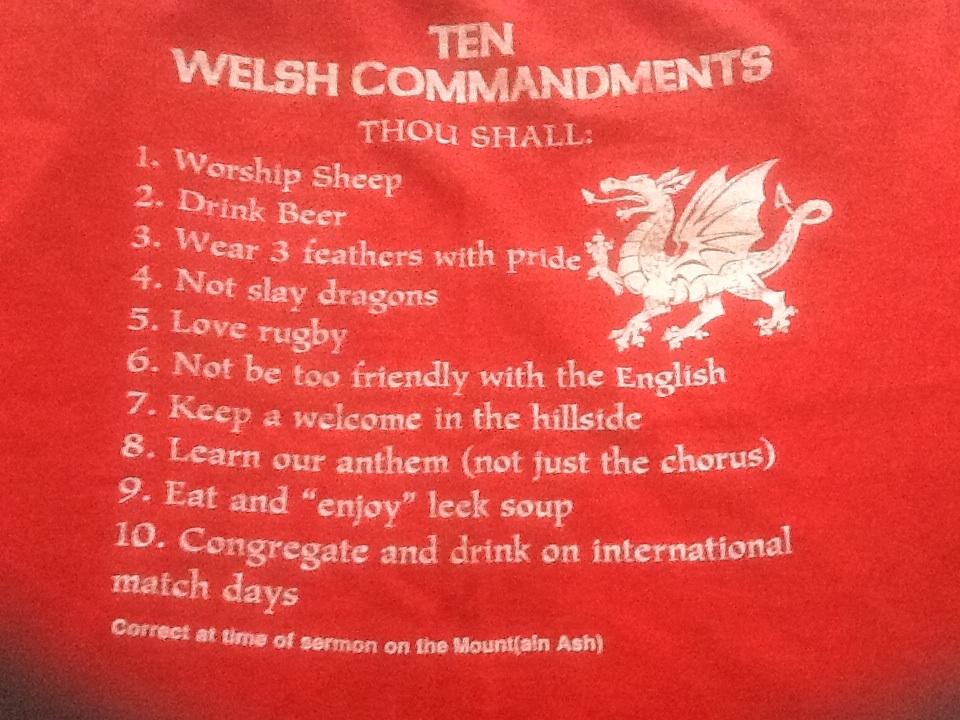 TEN
WELSH COMMANDMENTS
THOU SHALL:
1. Worship Sheep
2. Drink Beer
3. Wear 3 feathers with pride
4. Not slay dragons
5. Love rugby
6. Not be too friendly with the English
7. Keep a welcome in the hillside
8. Learn our anthem (not just the chorus)
9. Eat and “enjoy” leek soup
10. Congregate and drink on international
match days
Correct at time of sermon on the Mount(ain Ash)